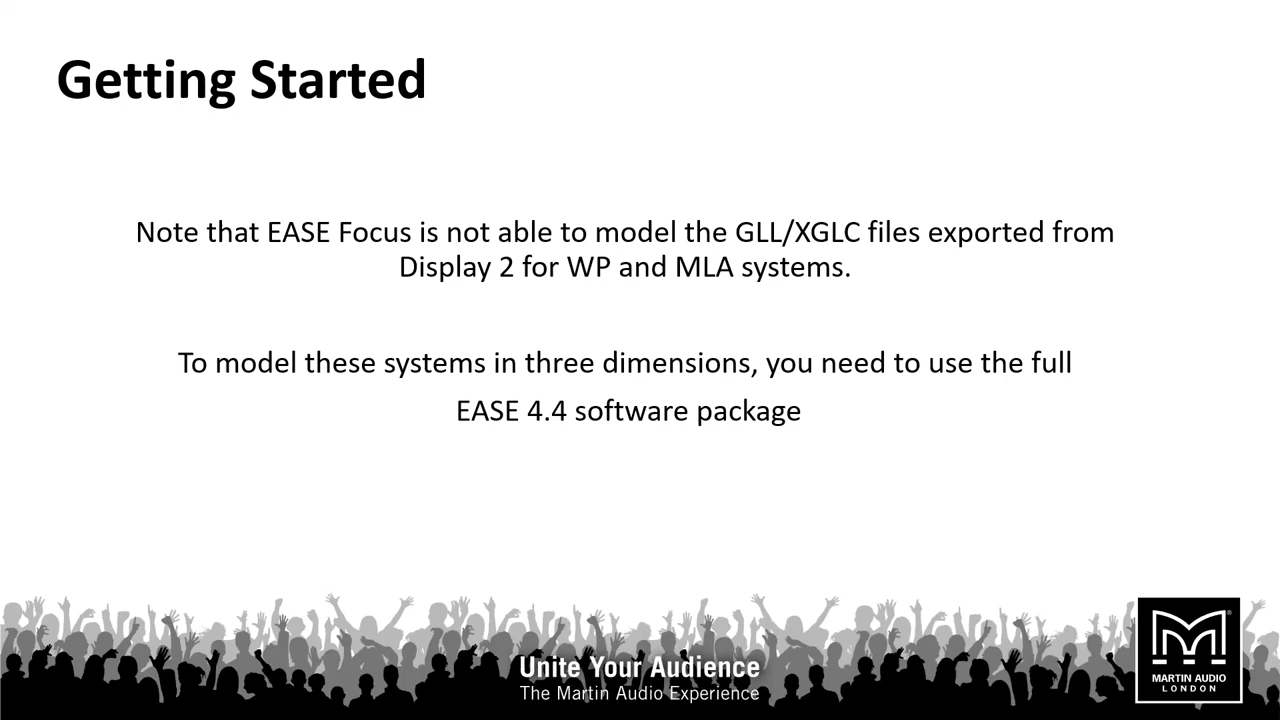 Getting Started
Note that EASE Focus is not able to model the GLL/XGLC files exported from
Display 2 for WP and MLA systems.
To model these systems in three dimensions, you need to use the full
EASE 4.4 software package
Unite Your Audience
The Martin Audio Experience
®
MARTIN AUDIO
LONDON